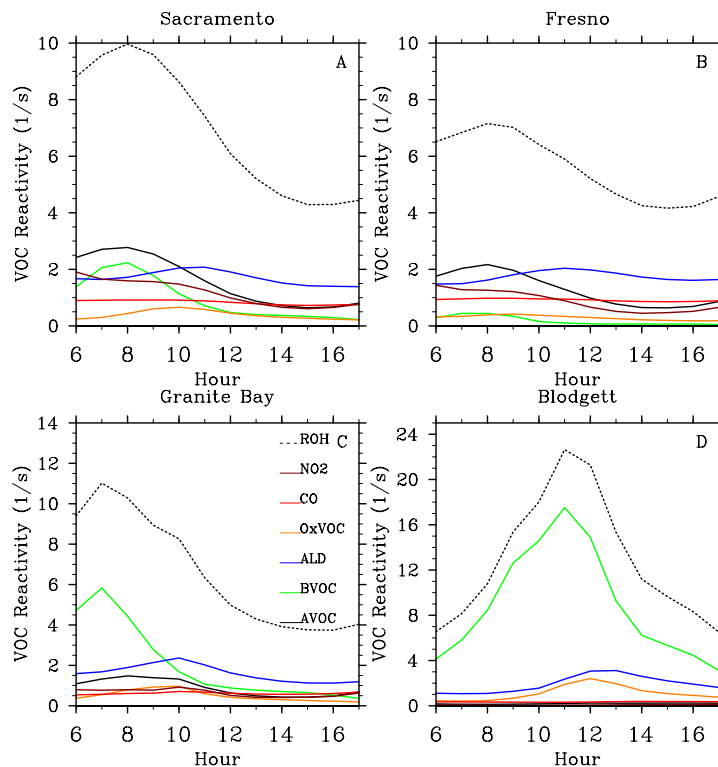 Sacramento
Fresno
10
A
8
6
4
2
0
VOC Reactivity (1/s)
6 8 10 12 14 16
Hour
10
B
8
6
4
2
0
VOC Reactivity (1/s)
6 8 10 12 14 16
Hour
Granite Bay
Blodgett
14
12
10
8
6
4
2
0
VOC Reactivity (1/s)
C
ROH
NO2
CO
OxVOC
ALD
BVOC
AVOC
6 8 10 12 14 16
Hour
24
D
20
16
12
8
4
0
VOC Reactivity (1/s)
6 8 10 12 14 16
Hour